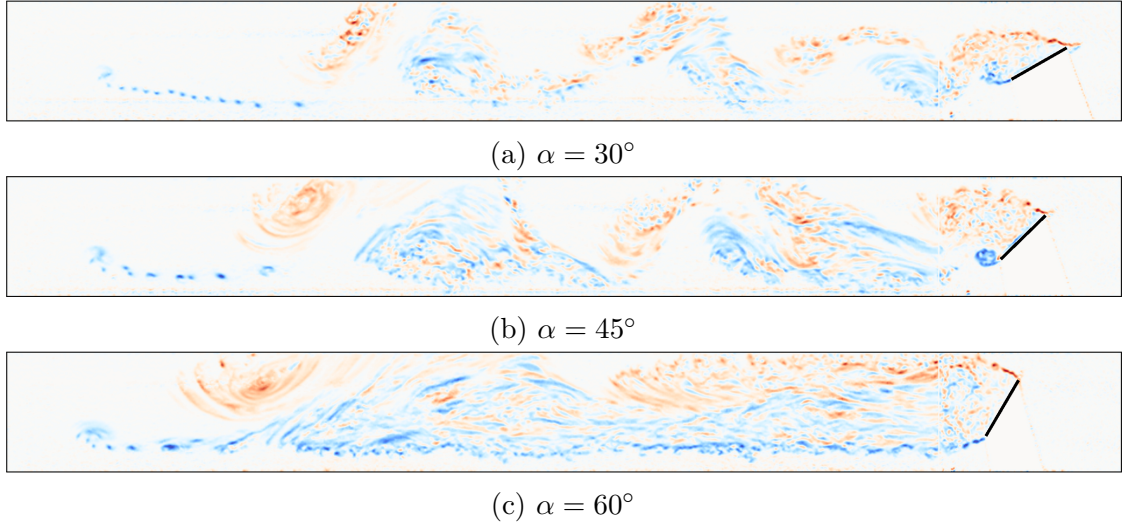 (a) α = 30°
(b) α = 45°
(c) α = 60°